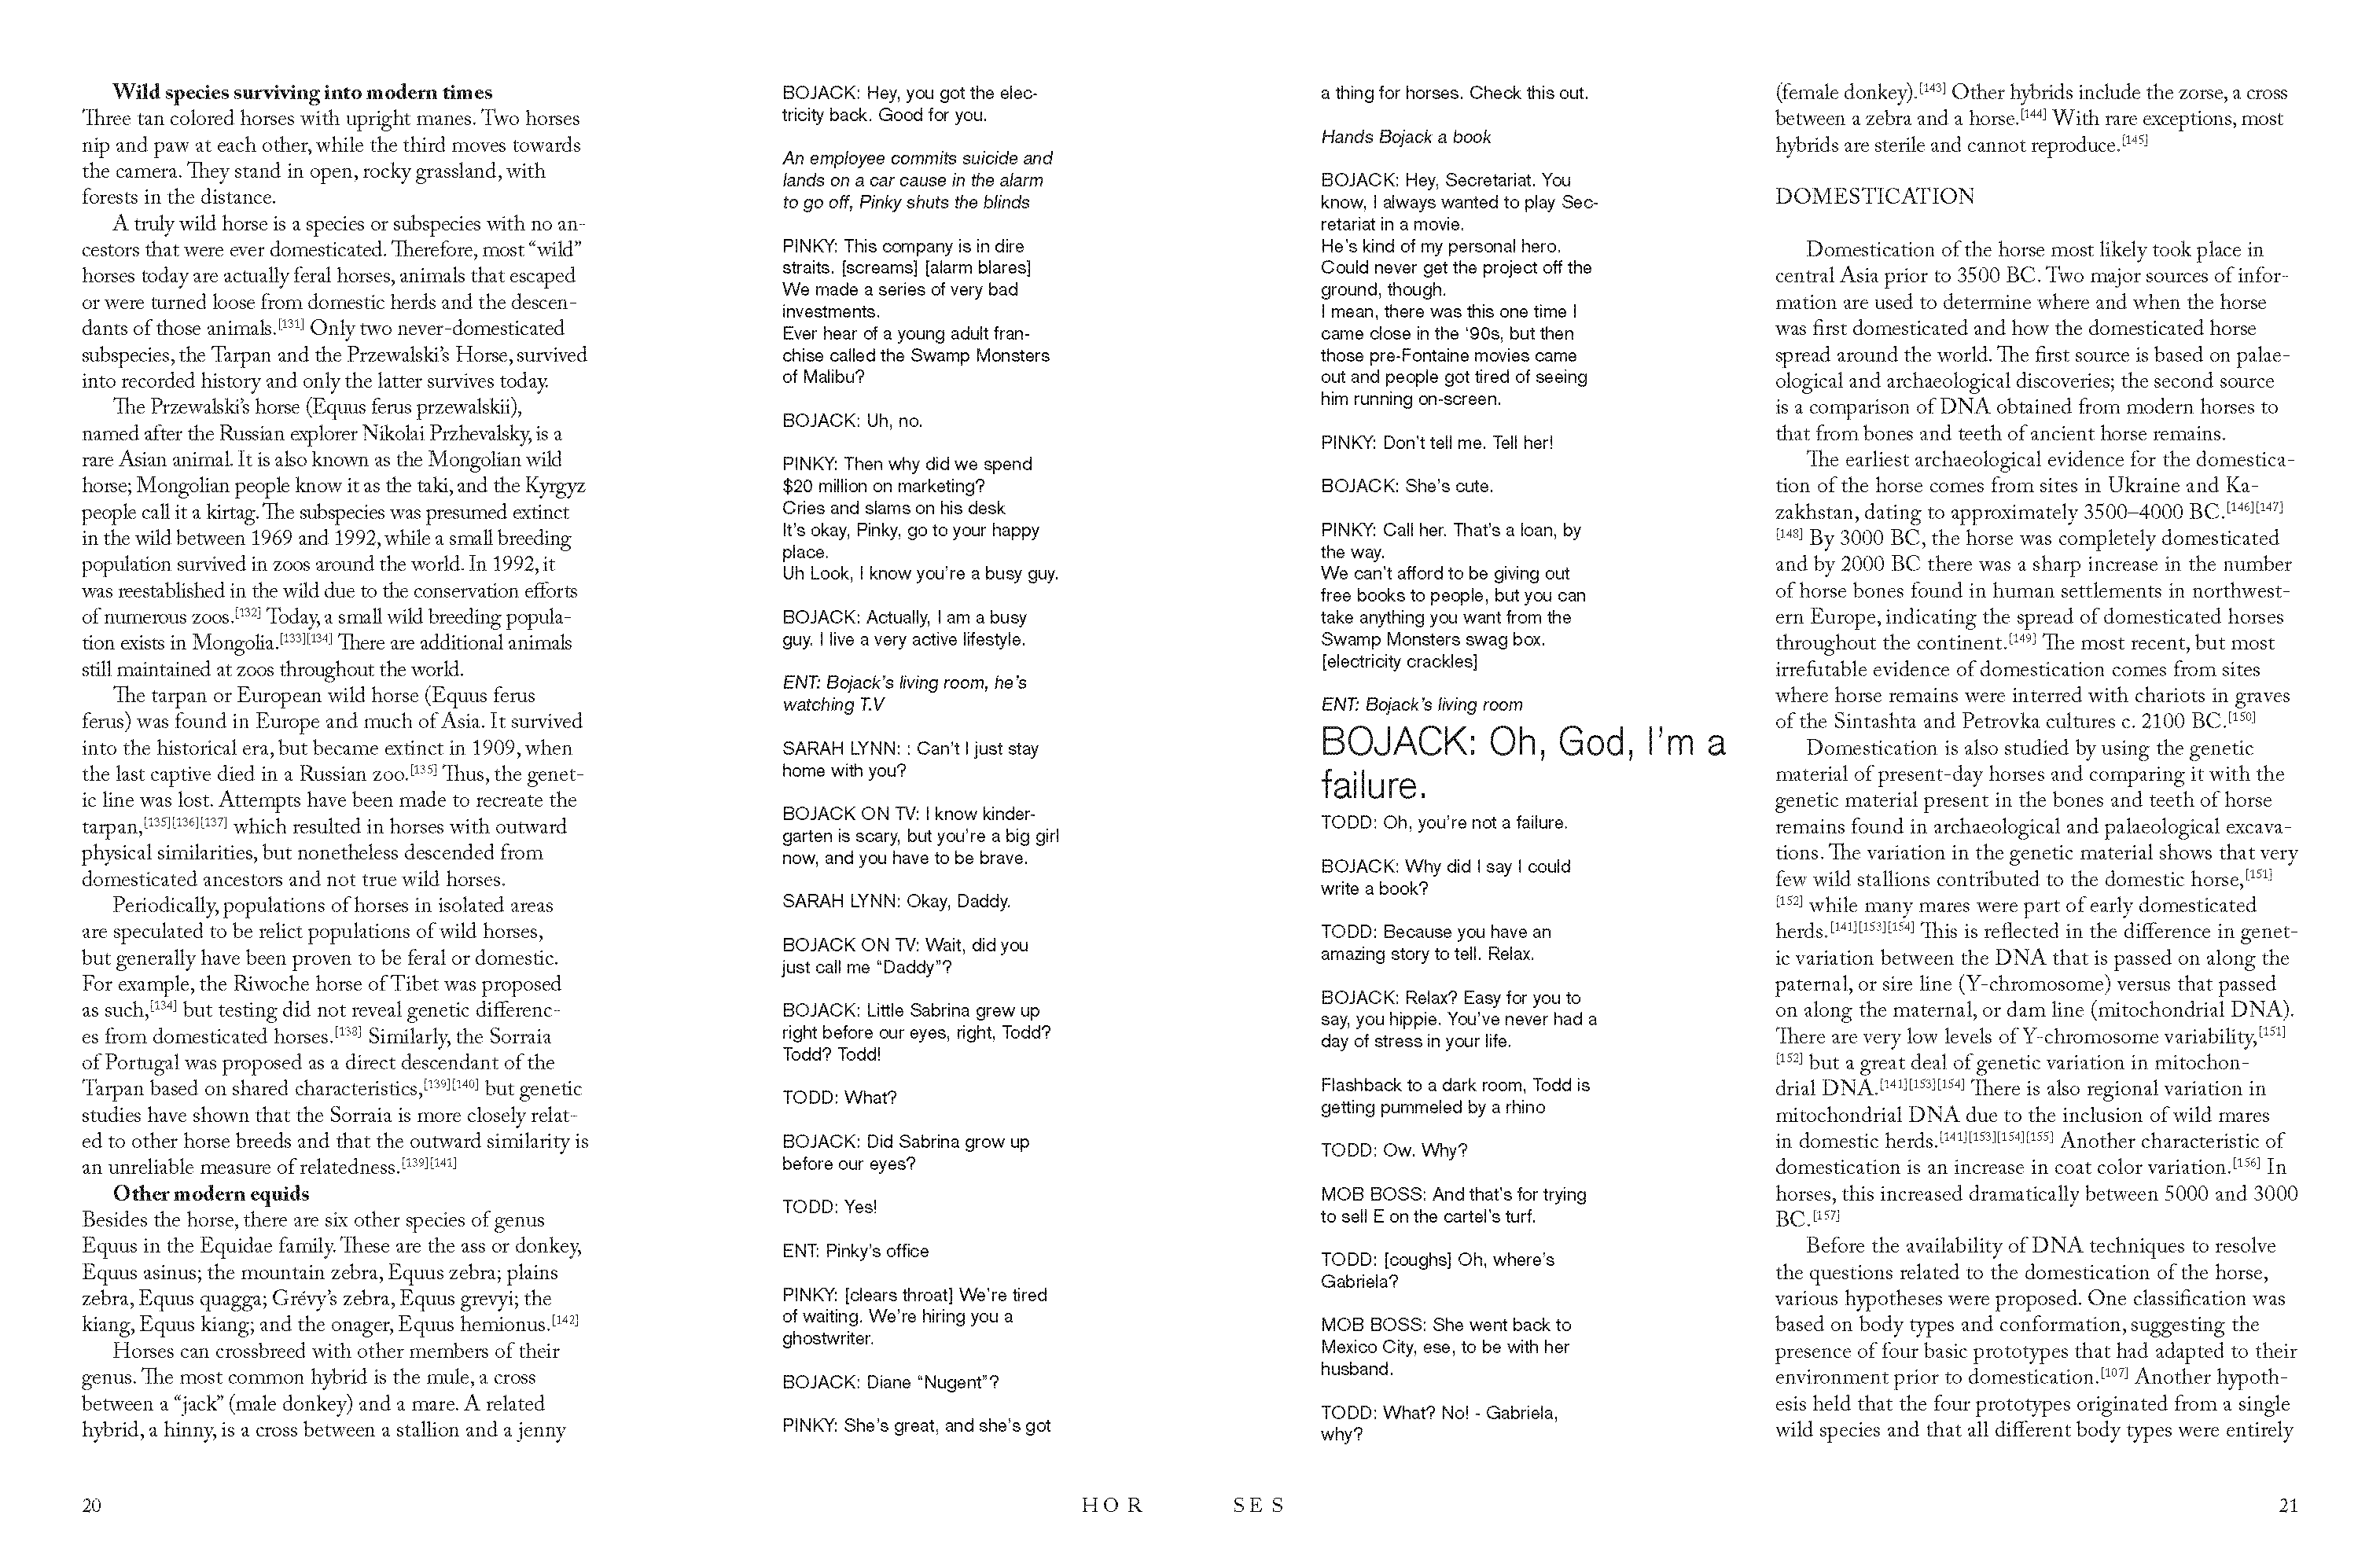 Wild species surviving into modern times
Three tan colored horses with upright manes. Two horses
nip and paw at each other, while the third moves towards
the camera. They stand in open, rocky grassland, with
forests in the distance.
A truly wild horse is a species or subspecies with no an-
cestors that were ever domesticated. Therefore, most “wild”
horses today are actually feral horses, animals that escaped
or were turned loose from domestic herds and the descen-
dants of those animals.[131] Only two never-domesticated
subspecies, the Tarpan and the Przewalski’s Horse, survived
into recorded history and only the latter survives today.
The Przewalski’s horse (Equus ferus przewalskii),
named after the Russian explorer Nikolai Przhevalsky, is a
rare Asian animal. It is also known as the Mongolian wild
horse; Mongolian people know it as the taki, and the Kyrgyz
people call it a kirtag. The subspecies was presumed extinct
in the wild between 1969 and 1992, while a small breeding
population survived in zoos around the world. In 1992, it
was reestablished in the wild due to the conservation efforts
of numerous zoos.[132] Today, a small wild breeding popula-
tion exists in Mongolia.[133][134] There are additional animals
still maintained at zoos throughout the world.
The tarpan or European wild horse (Equus ferus
ferus) was found in Europe and much of Asia. It survived
into the historical era, but became extinct in 1909, when
the last captive died in a Russian zoo.[135] Thus, the genet-
ic line was lost. Attempts have been made to recreate the
tarpan,[135][136][137] which resulted in horses with outward
physical similarities, but nonetheless descended from
domesticated ancestors and not true wild horses.
Periodically, populations of horses in isolated areas
are speculated to be relict populations of wild horses,
but generally have been proven to be feral or domestic.
For example, the Riwoche horse of Tibet was proposed
as such,[134] but testing did not reveal genetic differenc-
es from domesticated horses.[138] Similarly, the Sorraia
of Portugal was proposed as a direct descendant of the
Tarpan based on shared characteristics,[139][140] but genetic
studies have shown that the Sorraia is more closely relat-
ed to other horse breeds and that the outward similarity is
an unreliable measure of relatedness.[139][141]
Other modern equids
Besides the horse, there are six other species of genus
Equus in the Equidae family. These are the ass or donkey,
Equus asinus; the mountain zebra, Equus zebra; plains
zebra, Equus quagga; Grévy’s zebra, Equus grevyi; the
kiang, Equus kiang; and the onager, Equus hemionus.[142]
Horses can crossbreed with other members of their
genus. The most common hybrid is the mule, a cross
between a “jack” (male donkey) and a mare. A related
hybrid, a hinny, is a cross between a stallion and a jenny
20
BOJACK: Hey, you got the elec-
tricity back. Good for you.
An employee commits suicide and
lands on a car cause in the alarm
to go off, Pinky shuts the blinds
PINKY: This company is in dire
straits. [screams] [alarm blares]
We made a series of very bad
investments.
Ever hear of a young adult fran-
chise called the Swamp Monsters
of Malibu?
BOJACK: Uh, no.
PINKY: Then why did we spend
$20 million on marketing?
Cries and slams on his desk
It’s okay, Pinky, go to your happy
place.
Uh Look, I know you’re a busy guy.
BOJACK: Actually, I am a busy
guy. I live a very active lifestyle.
ENT: Bojack’s living room, he’s
watching T.V
SARAH LYNN: : Can’t I just stay
home with you?
BOJACK ON TV: I know kinder-
garten is scary, but you’re a big girl
now, and you have to be brave.
SARAH LYNN: Okay, Daddy.
BOJACK ON TV: Wait, did you
just call me “Daddy”?
BOJACK: Little Sabrina grew up
right before our eyes, right, Todd?
Todd? Todd!
TODD: What?
BOJACK: Did Sabrina grow up
before our eyes?
TODD: Yes!
ENT: Pinky’s office
PINKY: [clears throat] We’re tired
of waiting. We’re hiring you a
ghostwriter.
BOJACK: Diane “Nugent”?
PINKY: She’s great, and she’s got
HOR SES
a thing for horses. Check this out.
Hands Bojack a book
BOJACK: Hey, Secretariat. You
know, I always wanted to play Sec-
retariat in a movie.
He’s kind of my personal hero.
Could never get the project off the
ground, though.
I mean, there was this one time I
came close in the ‘90s, but then
those pre-Fontaine movies came
out and people got tired of seeing
him running on-screen.
PINKY: Don’t tell me. Tell her!
BOJACK: She’s cute.
PINKY: Call her. That’s a loan, by
the way.
We can’t afford to be giving out
free books to people, but you can
take anything you want from the
Swamp Monsters swag box.
[electricity crackles]
ENT: Bojack’s living room
BOJACK: Oh, God, I’m a
failure.
TODD: Oh, you’re not a failure.
BOJACK: Why did I say I could
write a book?
TODD: Because you have an
amazing story to tell. Relax.
BOJACK: Relax? Easy for you to
say, you hippie. You’ve never had a
day of stress in your life.
Flashback to a dark room, Todd is
getting pummeled by a rhino
TODD: Ow. Why?
MOB BOSS: And that’s for trying
to sell E on the cartel’s turf.
TODD: [coughs] Oh, where’s
Gabriela?
MOB BOSS: She went back to
Mexico City, ese, to be with her
husband.
TODD: What? No! - Gabriela,
why?
(female donkey).[143] Other hybrids include the zorse, a cross
between a zebra and a horse.[144] With rare exceptions, most
hybrids are sterile and cannot reproduce.[145]
DOMESTICATION
Domestication of the horse most likely took place in
central Asia prior to 3500 BC. Two major sources of infor-
mation are used to determine where and when the horse
was first domesticated and how the domesticated horse
spread around the world. The first source is based on palae-
ological and archaeological discoveries; the second source
is a comparison of DNA obtained from modern horses to
that from bones and teeth of ancient horse remains.
The earliest archaeological evidence for the domestica-
tion of the horse comes from sites in Ukraine and Ka-
zakhstan, dating to approximately 3500–4000 BC.[146][147]
[148] By 3000 BC, the horse was completely domesticated
and by 2000 BC there was a sharp increase in the number
of horse bones found in human settlements in northwest-
ern Europe, indicating the spread of domesticated horses
throughout the continent.[149] The most recent, but most
irrefutable evidence of domestication comes from sites
where horse remains were interred with chariots in graves
of the Sintashta and Petrovka cultures c. 2100 BC.[150]
Domestication is also studied by using the genetic
material of present-day horses and comparing it with the
genetic material present in the bones and teeth of horse
remains found in archaeological and palaeological excava-
tions. The variation in the genetic material shows that very
few wild stallions contributed to the domestic horse,[151]
[152] while many mares were part of early domesticated
herds.[141][153][154] This is reflected in the difference in genet-
ic variation between the DNA that is passed on along the
paternal, or sire line (Y-chromosome) versus that passed
on along the maternal, or dam line (mitochondrial DNA).
There are very low levels of Y-chromosome variability,[151]
[152] but a great deal of genetic variation in mitochon-
drial DNA.[141][153][154] There is also regional variation in
mitochondrial DNA due to the inclusion of wild mares
in domestic herds.[141][153][154][155] Another characteristic of
domestication is an increase in coat color variation.[156] In
horses, this increased dramatically between 5000 and 3000
BC.[157]
Before the availability of DNA techniques to resolve
the questions related to the domestication of the horse,
various hypotheses were proposed. One classification was
based on body types and conformation, suggesting the
presence of four basic prototypes that had adapted to their
environment prior to domestication.[107] Another hypoth-
esis held that the four prototypes originated from a single
wild species and that all different body types were entirely
21